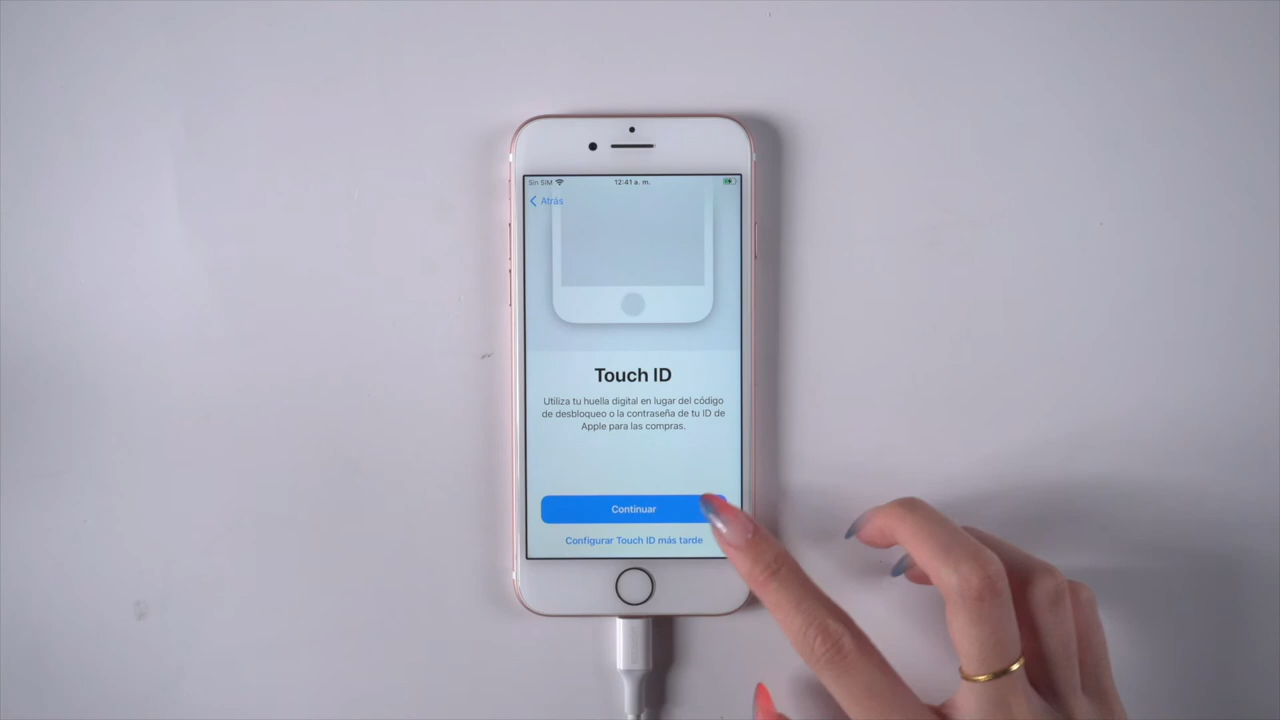 Sin SIM 12:41 a. m.
Atrás
Touch ID
Utiliza tu huella digital en lugar del código
de desbloqueo o la contraseña de tu ID de
Apple para las compras.
Continuar
Configurar Touch ID más tarde